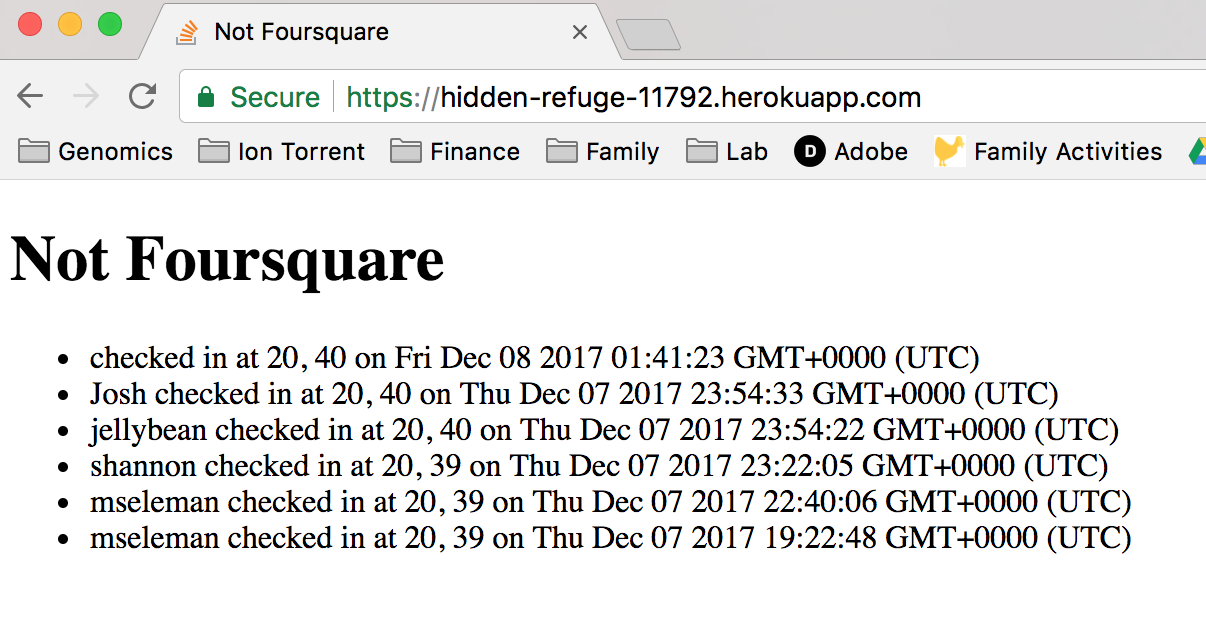 Not Foursquare
Secure https://hidden-refuge-11792.herokuapp.com
Genomics Ion Torrent Finance Family Lab D Adobe Family Activities
Not Foursquare
checked in at 20, 40 on Fri Dec 08 2017 01:41:23 GMT+0000 (UTC)
Josh checked in at 20, 40 on Thu Dec 07 2017 23:54:33 GMT+0000 (UTC)
jellybean checked in at 20, 40 on Thu Dec 07 2017 23:54:22 GMT+0000 (UTC)
shannon checked in at 20, 39 on Thu Dec 07 2017 23:22:05 GMT+0000 (UTC)
mseleman checked in at 20, 39 on Thu Dec 07 2017 22:40:06 GMT+0000 (UTC)
mseleman checked in at 20, 39 on Thu Dec 07 2017 19:22:48 GMT+0000 (UTC)